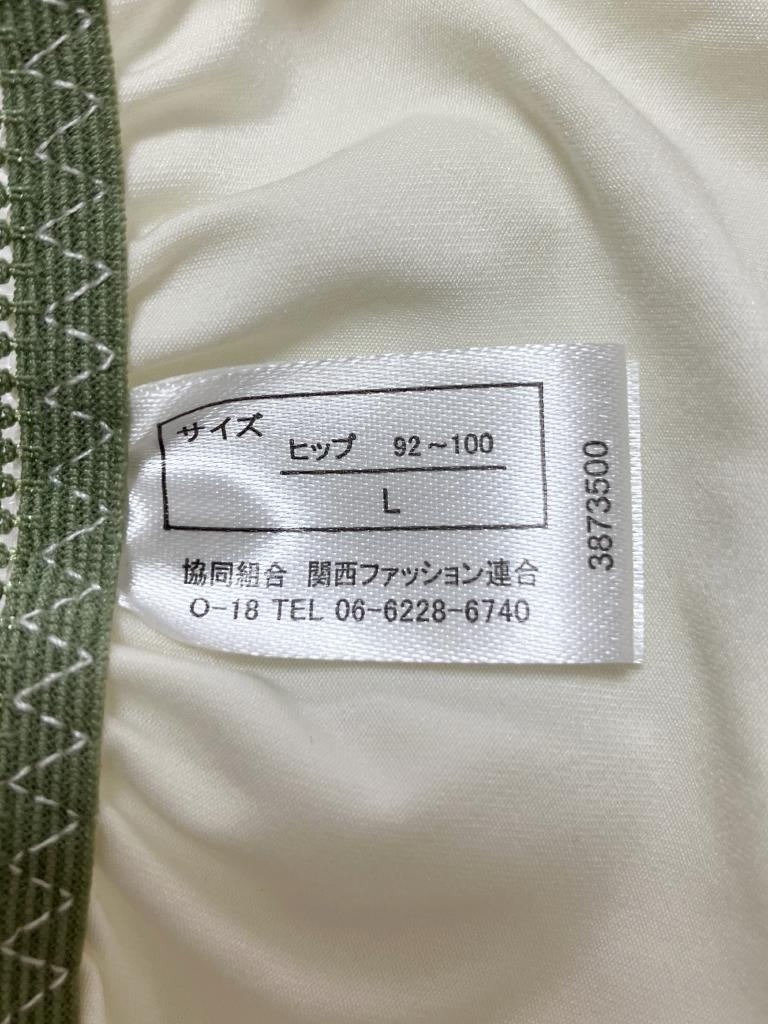 サイズ
ヒップ 92~100
L
協同組合 関西ファッション連合
O-18 TEL 06-6228-6740
3873500